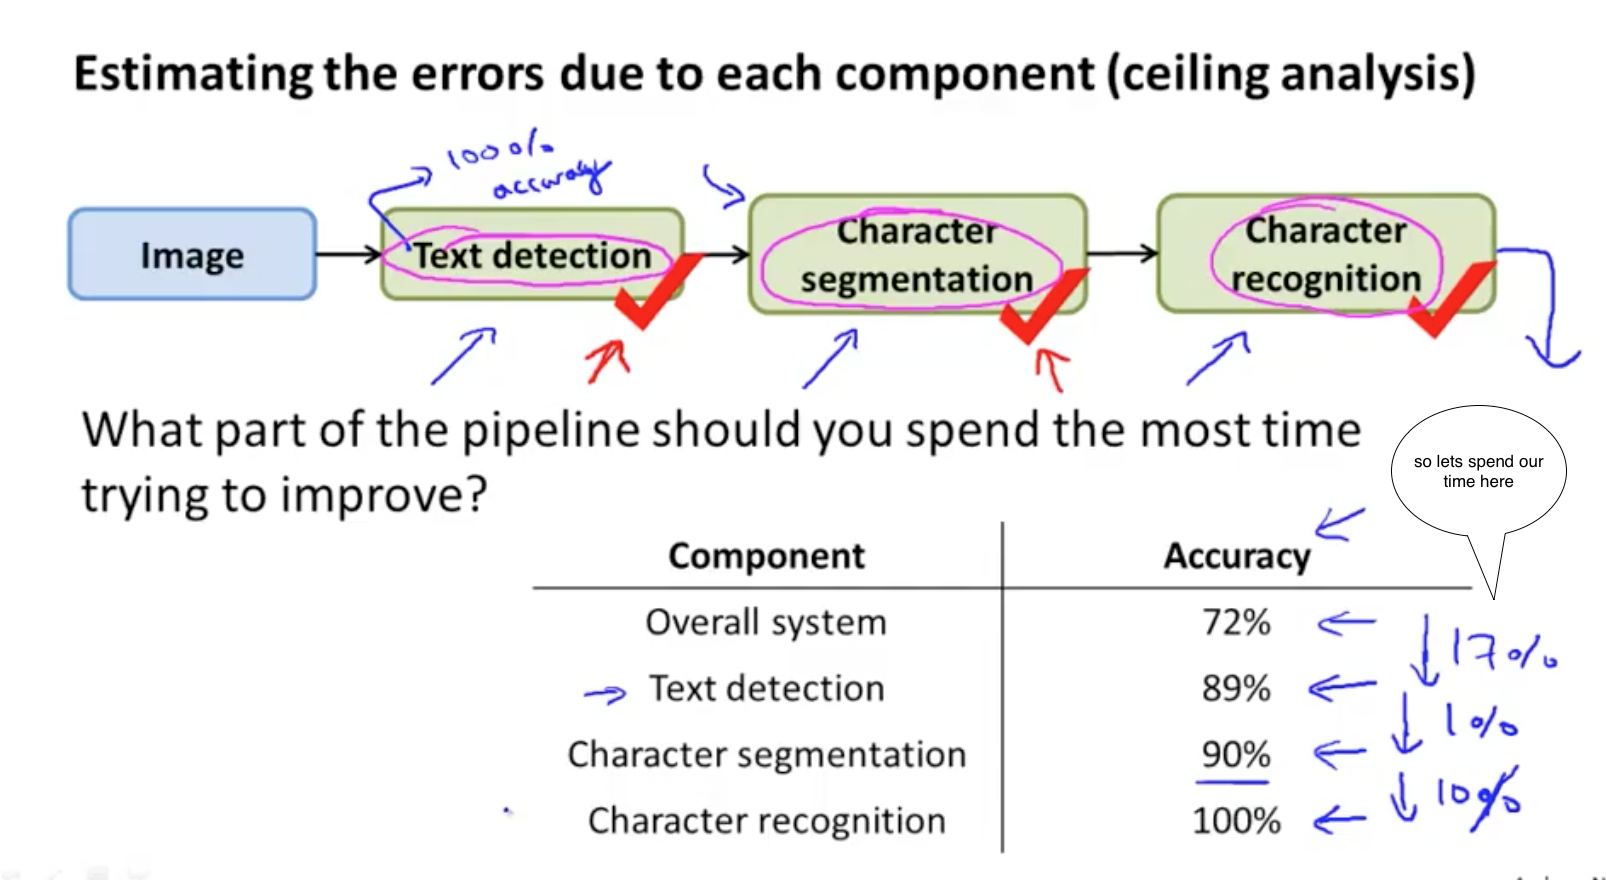 Estimating the errors due to each component (ceiling analysis)
100%
accuracy
Image
Text detection
Character
segmentation
Character
recognition
What part of the pipeline should you spend the most time
trying to improve?
so lets spend our
time here
Component Accuracy
Overall system 72%
17%
Text detection 89%
1%
Character segmentation 90%
10%
Character recognition 100%